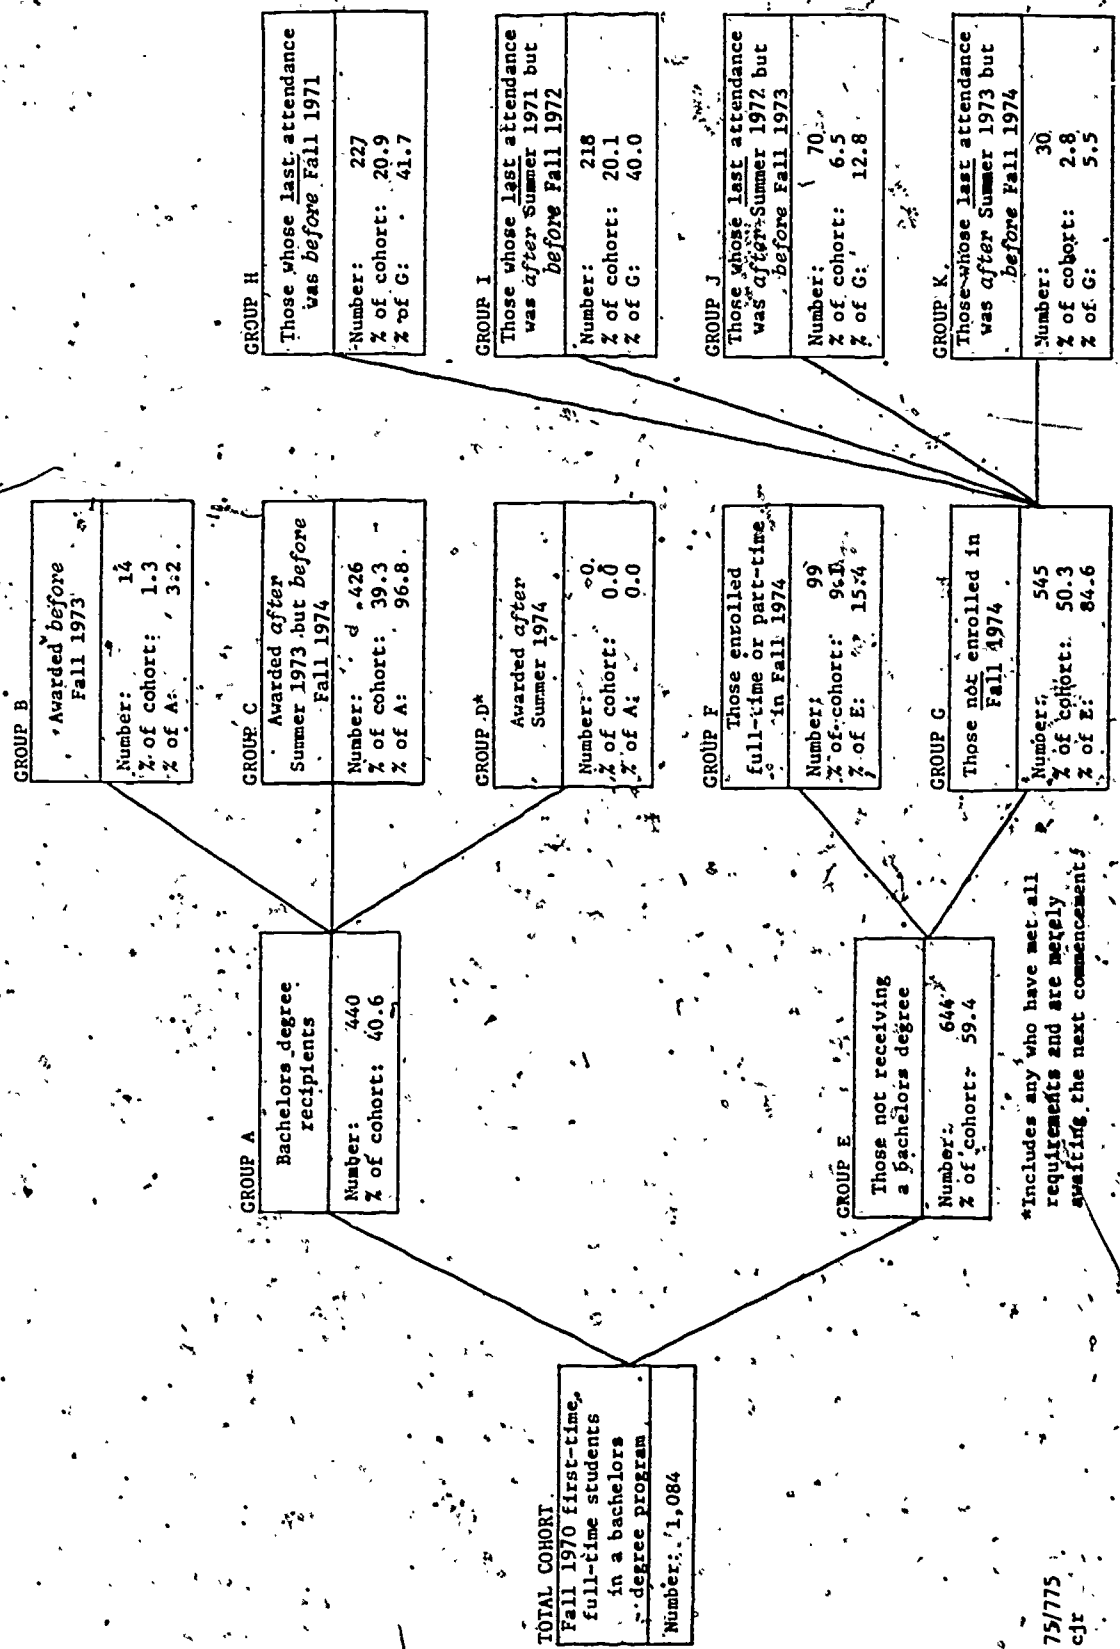 TOTAL COHORT
Fall 1970 first-time,
full-time students
in a bachelors
degree program
Number: 1,084
GROUP A
Bachelors degree
recipients
Number: 440
% of cohort: 40.6
GROUP E
Those not receiving
a bachelors degree
Number: 644
% of cohort: 59.4
GROUP B
Awarded before
Fall 1973
Number: 14
% of cohort: 1.3
% of A: 3.2
GROUP C
Awarded after
Summer 1973 but before
Fall 1974
Number: 426
% of cohort: 39.3
% of A: 96.8
GROUP D*
Awarded after
Summer 1974
Number: 0
% of cohort: 0.0
% of A: 0.0
GROUP F
Those enrolled
full-time or part-time
in Fall 1974
Number: 99
% of cohort:
% of E: 15.4
GROUP G
Those not enrolled in
Fall 1974
Number: 545
% of cohort: 50.3
% of E: 84.6
GROUP H
Those whose last attendance
was before Fall 1971
Number: 227
% of cohort: 20.9
% of G: 41.7
GROUP I
Those whose last attendance
was after Summer 1971 but
before Fall 1972
Number: 218
% of cohort: 20.1
% of G: 40.0
GROUP J
Those whose last attendance
was after Summer 1972 but
before Fall 1973
Number: 70
% of cohort: 6.5
% of G: 12.8
GROUP K
Those whose last attendance
was after Summer 1973 but
before Fall 1974
Number: 30
% of cohort: 2.8
% of G: 5.5
*Includes any who have met all
requirements and are merely
awaiting the next commencement
75/775
cjr